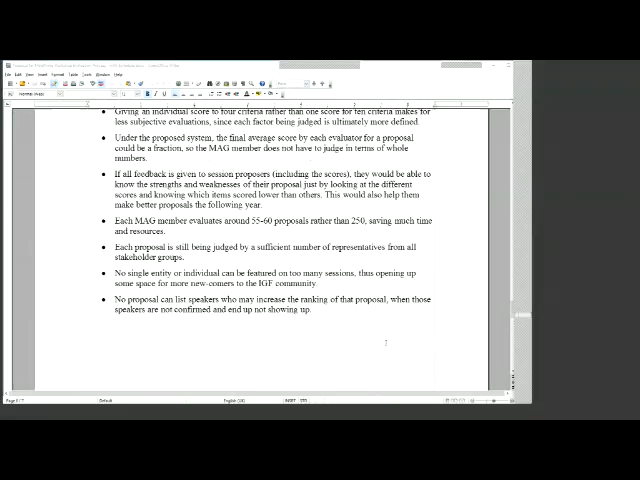 Giving an individual score to four criteria rather than one score for ten criteria makes for
less subjective evaluations, since each factor being judged is ultimately more defined.
Under the proposed system, the final average score by each evaluator for a proposal
could be a fraction, so the MAG member does not have to judge in terms of whole
numbers.
If all feedback is given to session proposers (including the scores), they would be able to
know the strengths and weaknesses of their proposal just by looking at the different
scores and knowing which items scored lower than others. This would also help them
make better proposals the following year.
Each MAG member evaluates around 55-60 proposals rather than 250, saving much time
and resources.
Each proposal is still being judged by a sufficient number of representatives from all
stakeholder groups.
No single entity or individual can be featured on too many sessions, thus opening up
some space for more new-comers to the IGF community.
No proposal can list speakers who may increase the ranking of that proposal, when those
speakers are not confirmed and end up not showing up.
Default